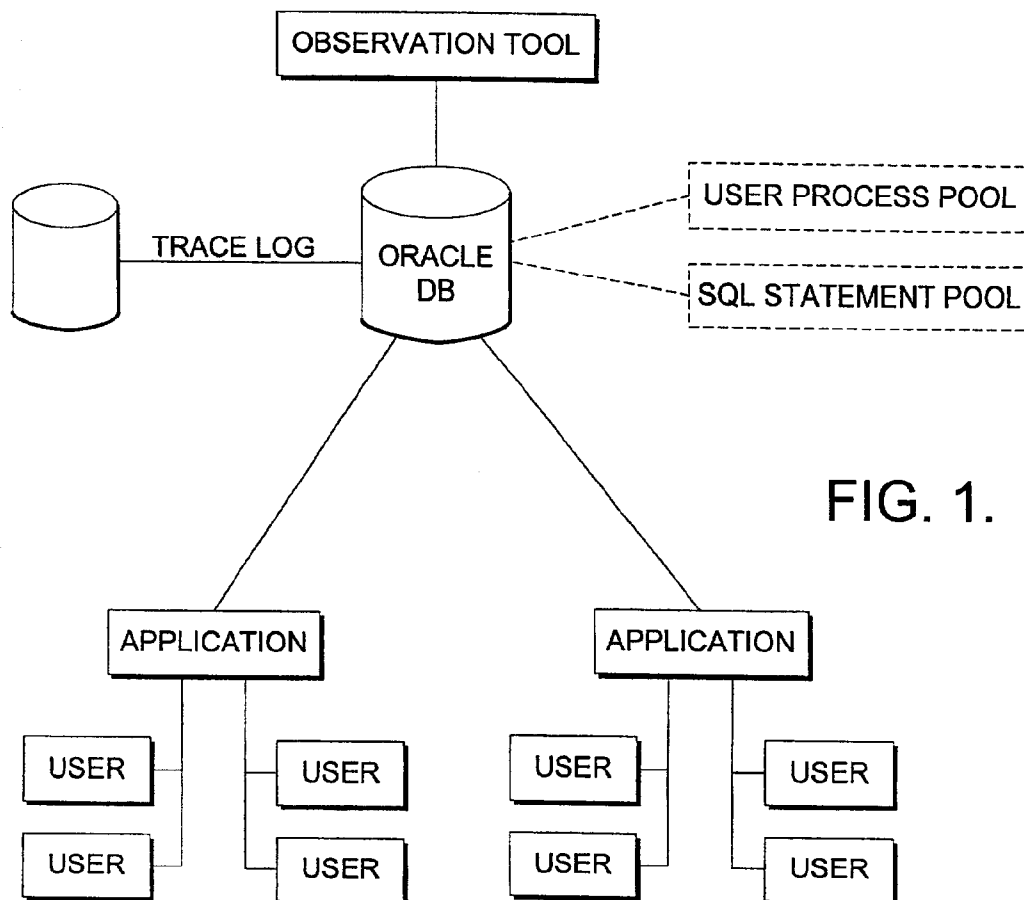 OBSERVATION TOOL
USER PROCESS POOL
TRACE LOG
ORACLE
DB
SQL STATEMENT POOL
FIG. 1.
APPLICATION
APPLICATION
USER
USER
USER
USER
USER
USER
USER
USER